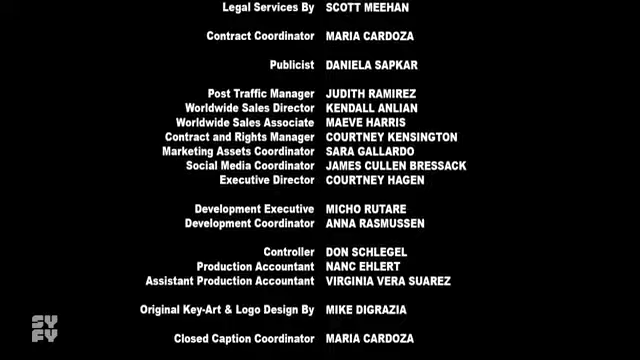 Legal Services By SCOTT MEEHAN
Contract Coordinator MARIA CARDOZA
Publicist DANIELA SAPKAR
Post Traffic Manager JUDITH RAMIREZ
Worldwide Sales Director KENDALL ANLIAN
Worldwide Sales Associate MAEVE HARRIS
Contract and Rights Manager COURTNEY KENSINGTON
Marketing Assets Coordinator SARA GALLARDO
Social Media Coordinator JAMES CULLEN BRESSACK
Executive Director COURTNEY HAGEN
Development Executive MICHO RUTARE
Development Coordinator ANNA RASMUSSEN
Controller DON SCHLEGEL
Production Accountant NANC EHLERT
Assistant Production Accountant VIRGINIA VERA SUAREZ
Original Key-Art & Logo Design By MIKE DIGRAZIA
SY
FY
Closed Caption Coordinator MARIA CARDOZA